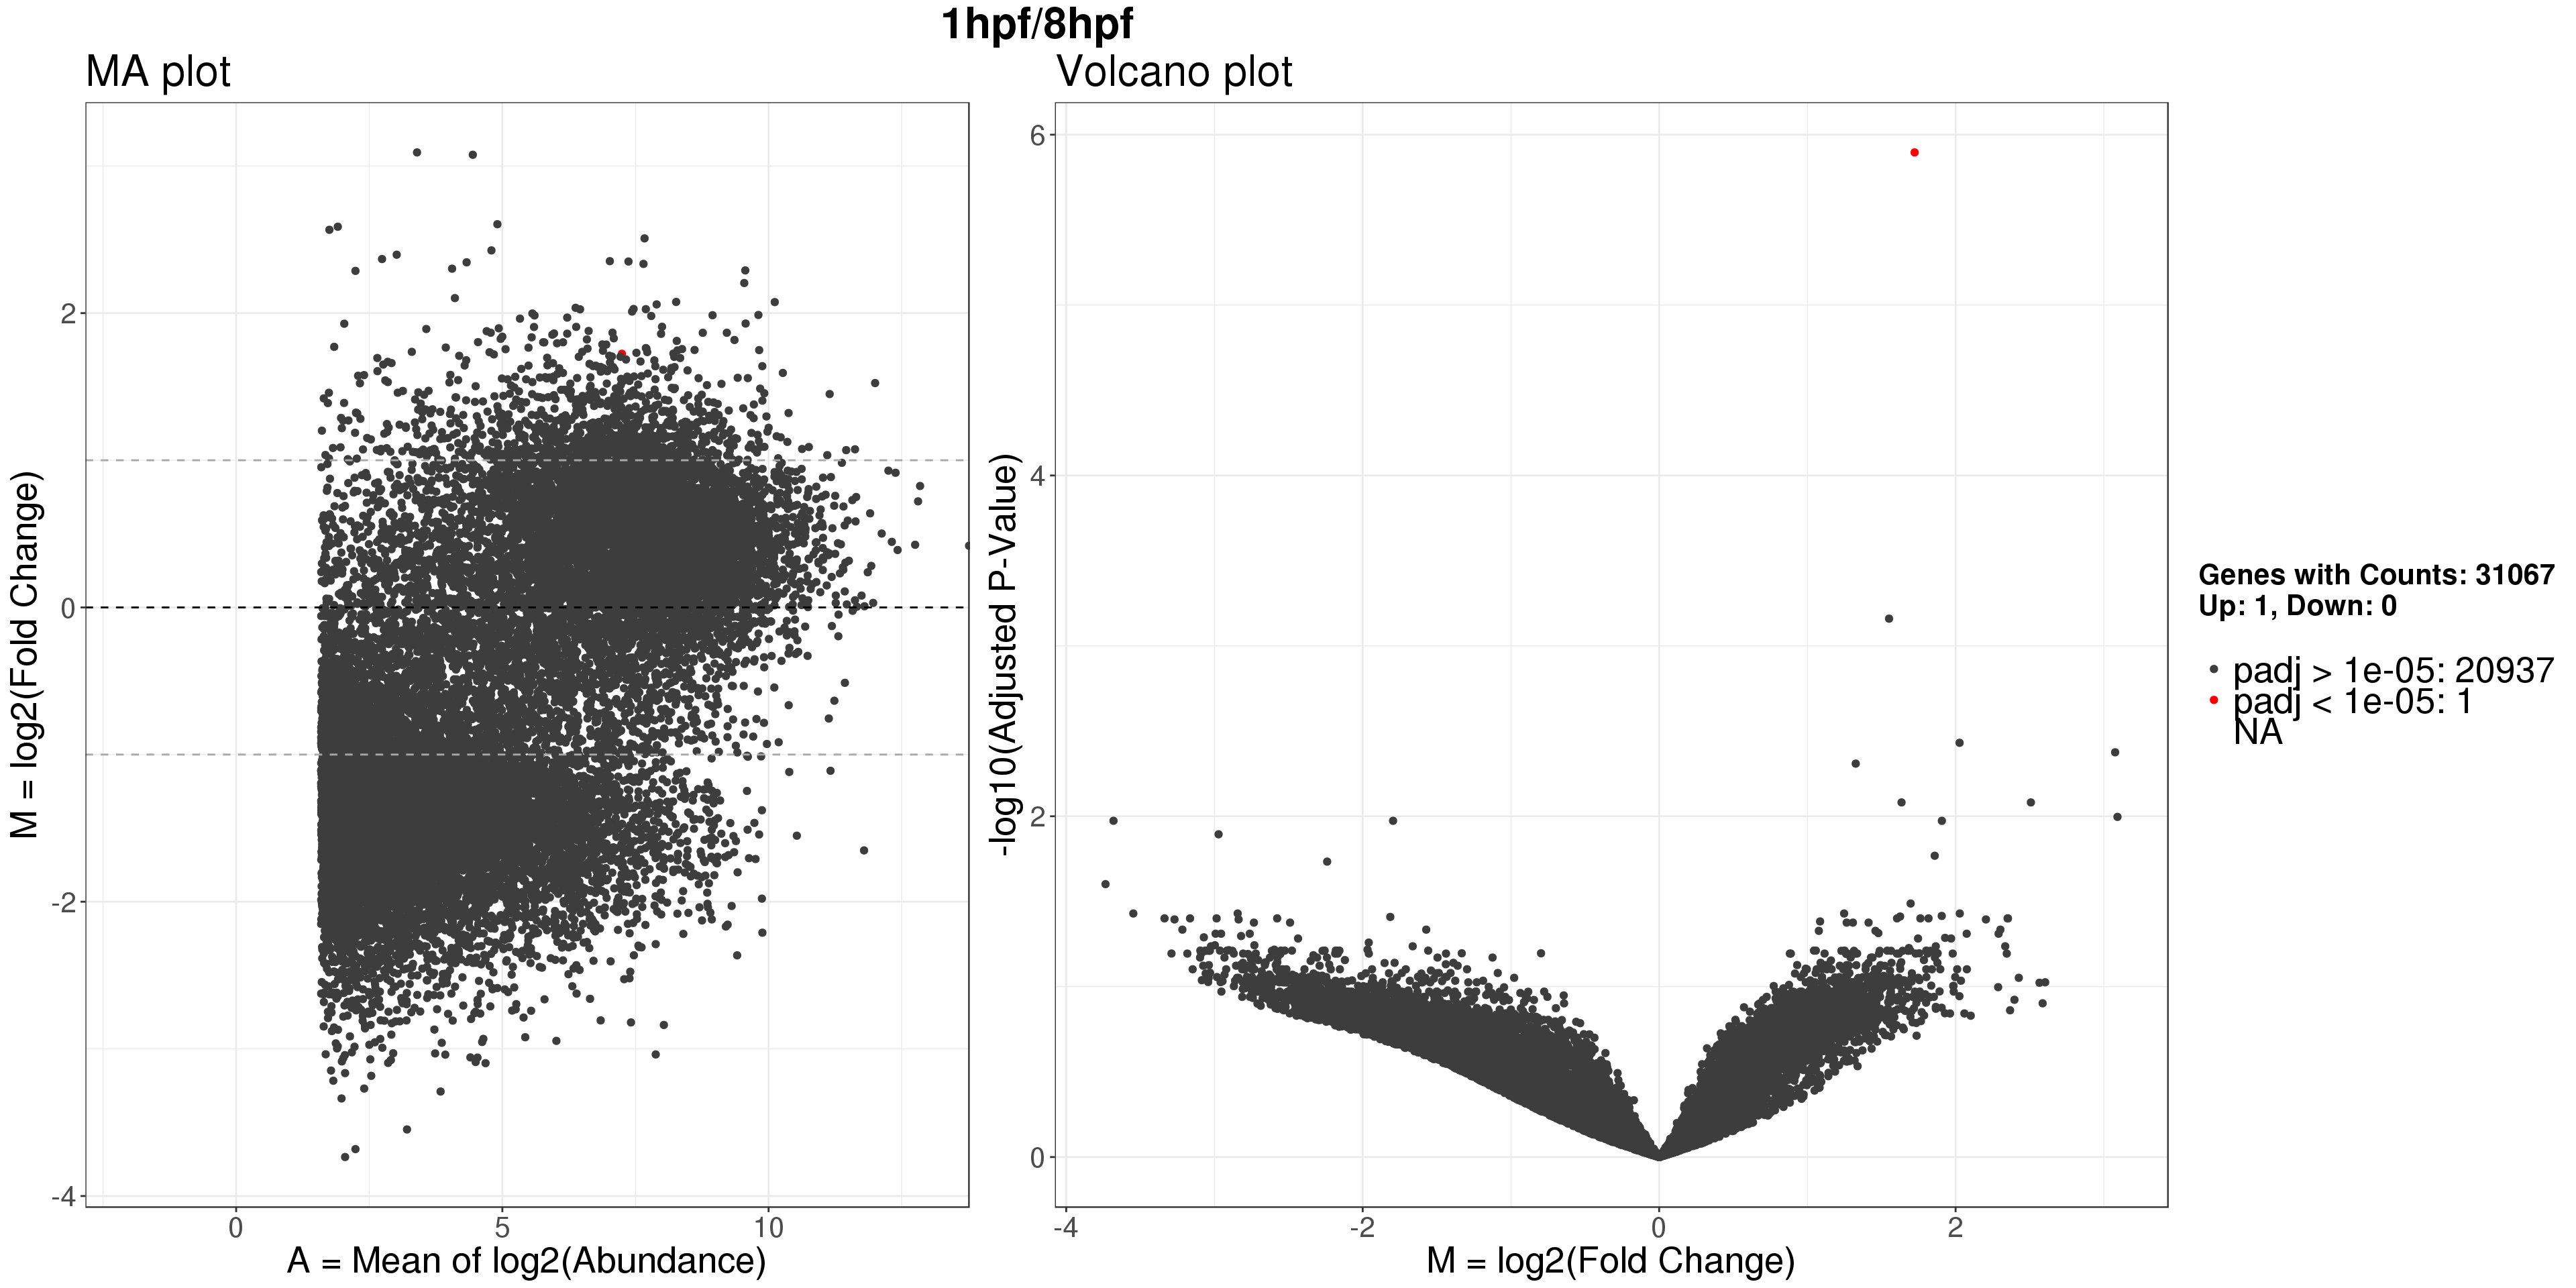 1hpf/8hpf
MA plot
M = log2(Fold Change)
2
0
-2
-4
0 5 10
A = Mean of log2(Abundance)
Volcano plot
-log10(Adjusted P-Value)
6
4
2
0
-4 -2 0 2
M = log2(Fold Change)
Genes with Counts: 31067
Up: 1, Down: 0
padj > 1e-05: 20937
padj < 1e-05: 1
NA